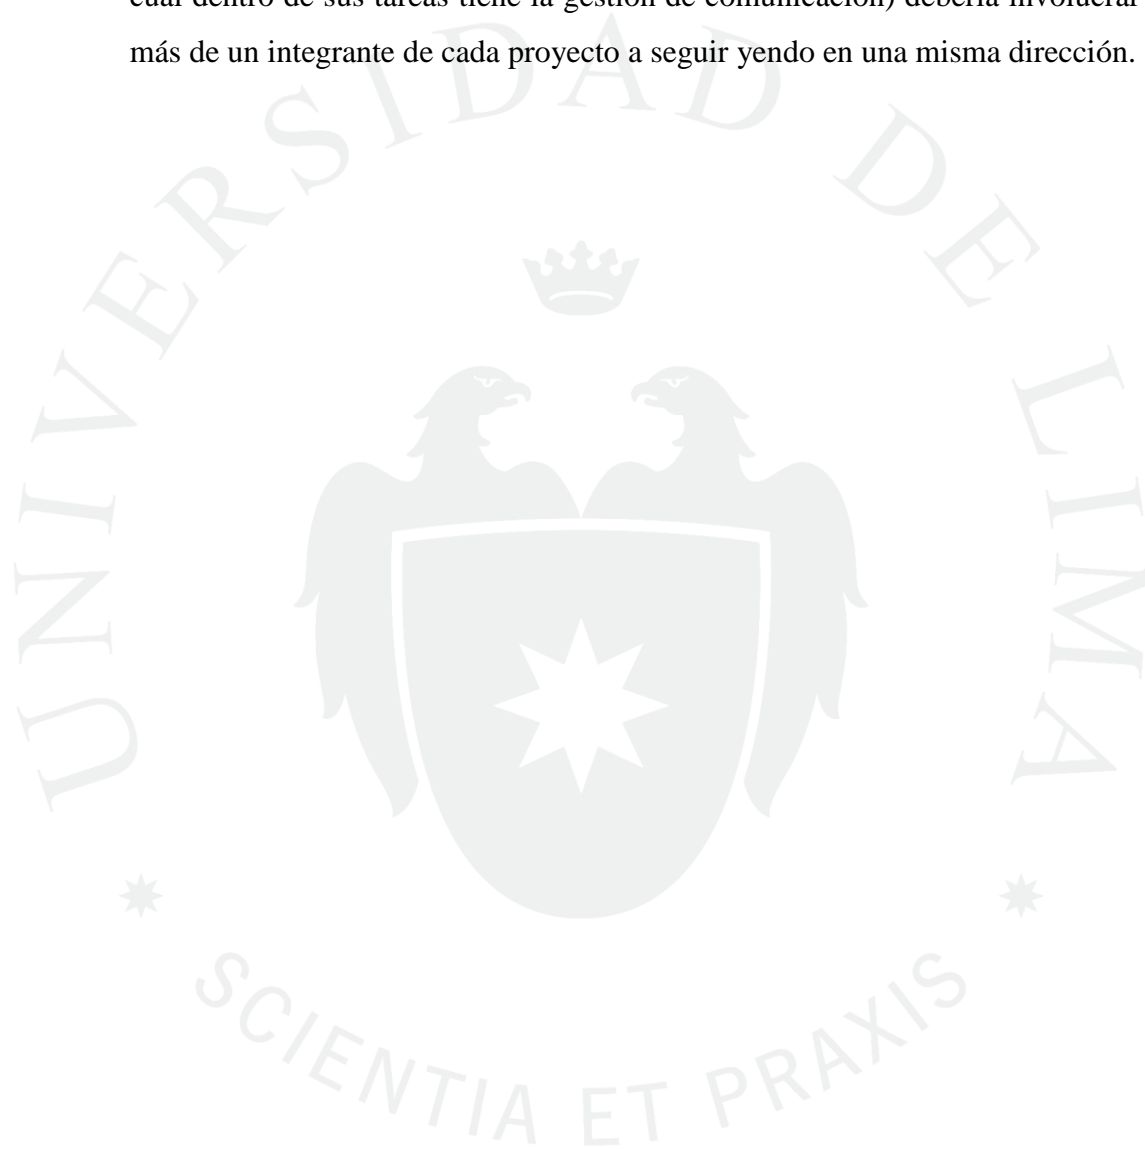 cual dentro de sus tareas tiene la gestión de comunicación) debería involucrar
más de un integrante de cada proyecto a seguir yendo en una misma dirección.
UNIVERSIDAD DE LIMA
SCIENTIA ET PRAXIS